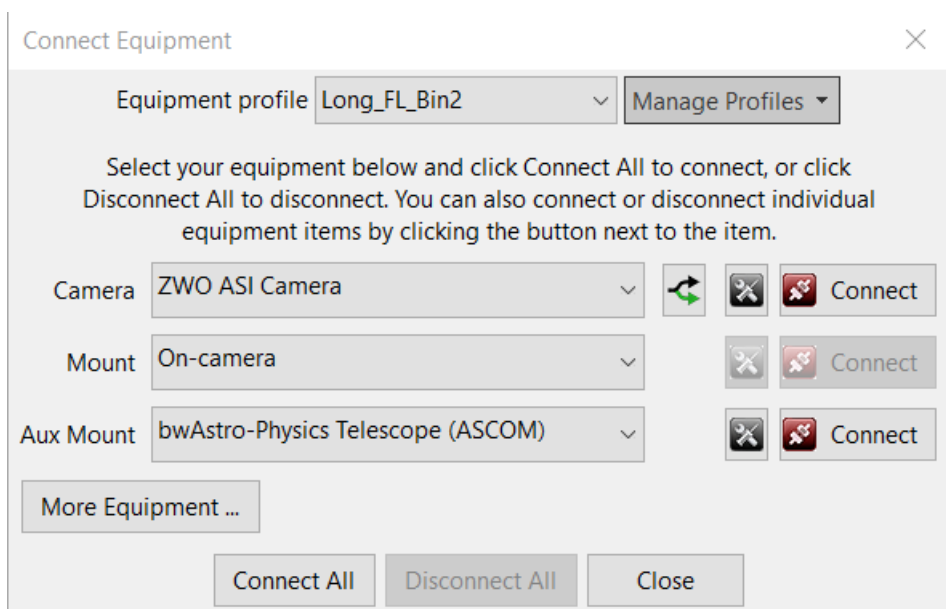 Connect Equipment
Equipment profile Long_FL_Bin2 Manage Profiles
Select your equipment below and click Connect All to connect, or click
Disconnect All to disconnect. You can also connect or disconnect individual
equipment items by clicking the button next to the item.
Camera ZWO ASI Camera Connect
Mount On-camera Connect
Aux Mount bwAstro-Physics Telescope (ASCOM) Connect
More Equipment ...
Connect All Disconnect All Close